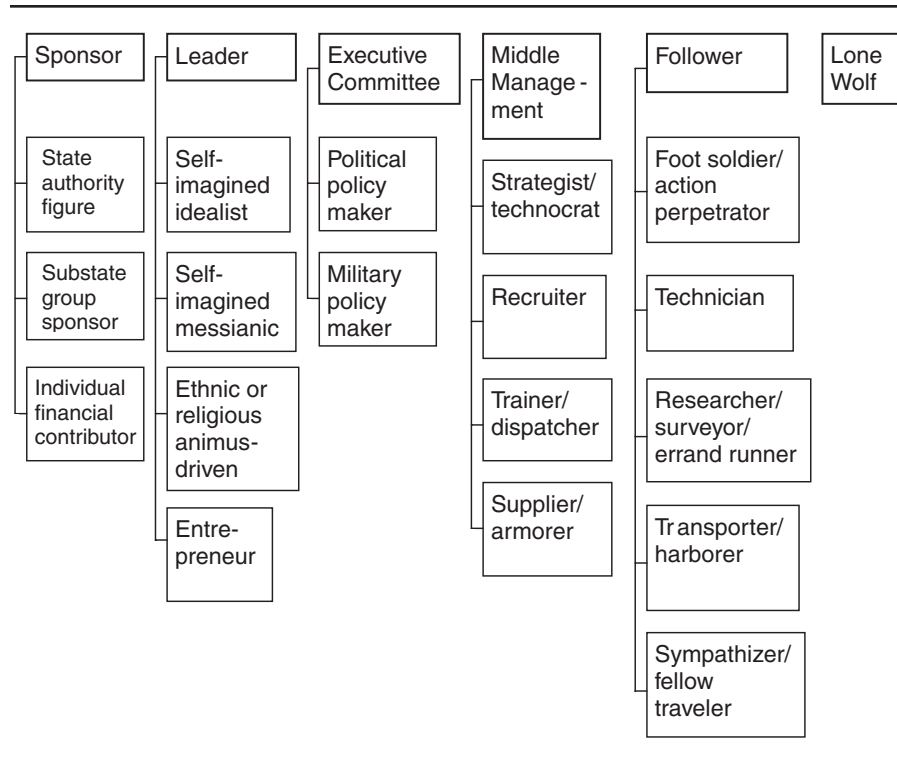 Sponsor
State
authority
figure
Substate
group
sponsor
Individual
financial
contributor
Leader
Self-
imagined
idealist
Self-
imagined
messianic
Ethnic or
religious
animus-
driven
Entre-
preneur
Executive
Committee
Political
policy
maker
Military
policy
maker
Middle
Manage-
ment
Strategist/
technocrat
Recruiter
Trainer/
dispatcher
Supplier/
armorer
Follower
Foot soldier/
action
perpetrator
Technician
Researcher/
surveyor/
errand runner
Transporter/
harborer
Sympathizer/
fellow
traveler
Lone
Wolf